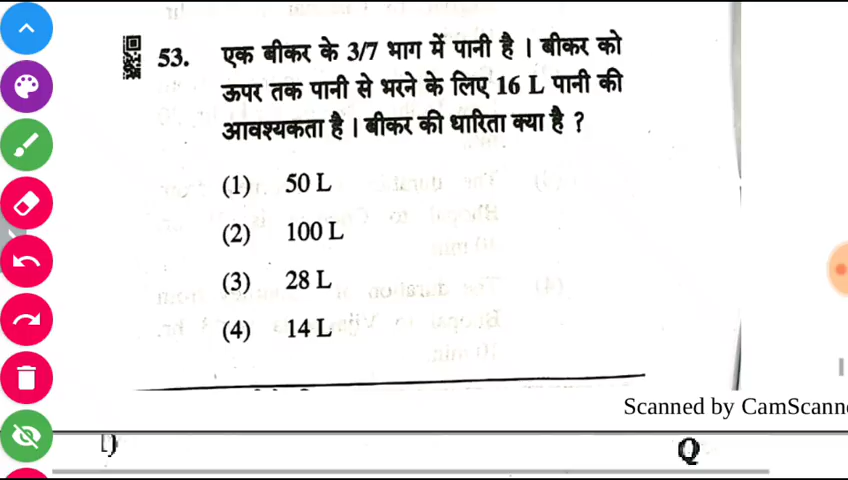 53. एक बीकर के 3/7 भाग में पानी है । बीकर को
ऊपर तक पानी से भरने के लिए 16 L पानी की
आवश्यकता है । बीकर की धारिता क्या है ?
(1) 50 L
(2) 100 L
(3) 28 L
(4) 14 L
Scanned by CamScann
Q